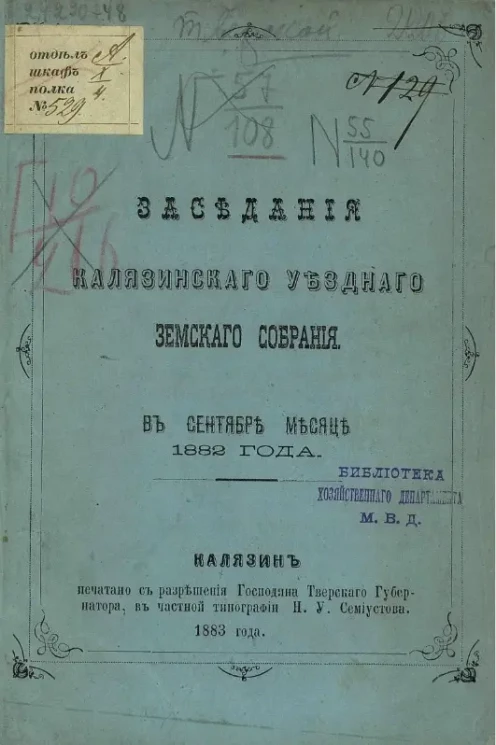 отдѣлъ А
шкафъ X
полка 4
№ 529.
№ 57
108
№ 129
N 55
140
ЗАСѢДАНІЯ
КАЛЯЗИНСКАГО УѢЗДНАГО
ЗЕМСКАГО СОБРАНІЯ.
ВЪ СЕНТЯБРѢ МѢСЯЦѢ
1882 ГОДА.
БИБЛІОТЕКА
ХОЗЯЙСТВЕННАГО ДЕПАРТАМЕНТА
М. В. Д.
КАЛЯЗИНЪ
печатано съ разрѣшенія Господина Тверскаго Губер-
натора, въ частной типографіи Н. У. Семіустова.
1883 года.